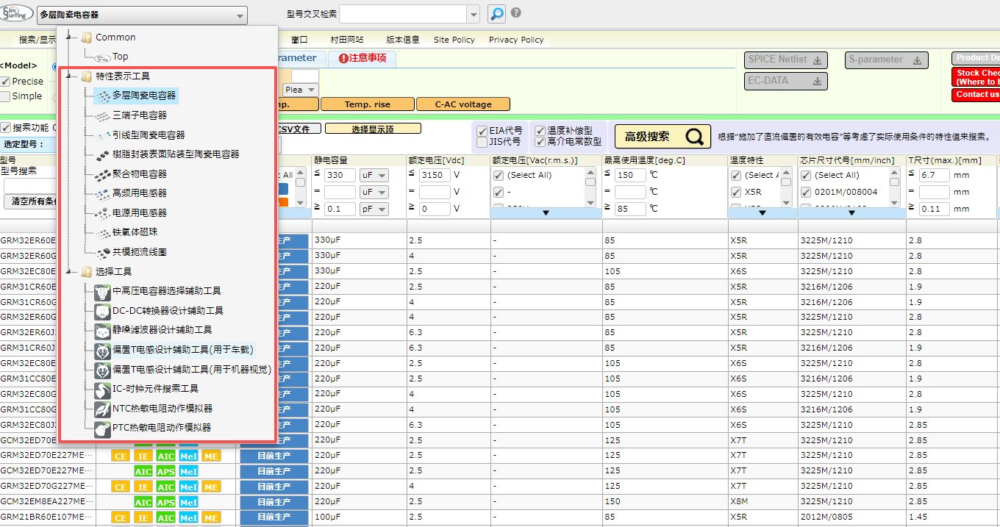 Sim Surfing
多层陶瓷电容器
型号交叉检索
搜索/显示
窗口
村田网站
版本信息
Site Policy
Privacy Policy
Common
Top
特性表示工具
多层陶瓷电容器
三端子电容器
引线型陶瓷电容器
樹脂封装表面贴装型陶瓷电容器
聚合物电容器
高频用电感器
电源用电感器
铁氧体磁珠
共模扼流线圈
选择工具
中高压电容器选择辅助工具
DC-DC转换器设计辅助工具
静噪滤波器设计辅助工具
偏置T电感设计辅助工具(用于车载)
偏置T电感设计辅助工具(用于机器视觉)
IC-时钟元件搜索工具
NTC热敏电阻动作模拟器
PTC热敏电阻动作模拟器
<Model>
Precise
Simple
rameter
注意事项
Plea
mp.
Temp. rise
C-AC voltage
SPICE Netlist
S-parameter
EC-DATA
Product De
Stock Chec
(Where to b
Contact us
搜索功能
选定型号：
CSV文件
选择显示项
EIA代号
JIS代号
温度补偿型
高介电常数型
高级搜索
根据“施加了直流偏置的有效电容”等考虑了实际使用条件的特性值来搜索。
型号
型号搜索
清空所有条
ct All
静电容量
≦ 330 uF
= uF
≧ 0.1 pF
额定电压[Vdc]
≦ 3150 V
= V
≧ 0 V
额定电压[Vac(r.m.s.)]
(Select All)
-
最高使用温度[deg.C]
≦ 150 ℃
= ℃
≧ 85 ℃
温度特性
(Select A
X5R
芯片尺寸代号[mm/inch]
(Select All)
0201M/008004
T尺寸(max.)[mm]
≦ 6.7 mm
= mm
≧ 0.11 mm
GRM32ER60E 生产 330μF 2.5 - 85 X5R 3225M/1210 2.8
GRM32ER60G 生产 330μF 4 - 85 X5R 3225M/1210 2.8
GRM32EC80E 生产 330μF 2.5 - 105 X6S 3225M/1210 2.8
GRM31CR60E 生产 220μF 2.5 - 85 X5R 3216M/1206 1.9
GRM31CR60G 生产 220μF 4 - 85 X5R 3216M/1206 1.9
GRM32ER60G 生产 220μF 4 - 85 X5R 3225M/1210 2.8
GRM32ER60J 生产 220μF 6.3 - 85 X5R 3225M/1210 2.8
GRM31CR60J 生产 220μF 6.3 - 85 X5R 3216M/1206 1.9
GRM32EC80E 生产 220μF 2.5 - 105 X6S 3225M/1210 2.8
GRM31CC80E 生产 220μF 2.5 - 105 X6S 3216M/1206 1.9
GRM32EC80G 生产 220μF 4 - 105 X6S 3225M/1210 2.8
GRM31CC80G 生产 220μF 4 - 105 X6S 3216M/1206 1.9
GRM32EC80J 生产 220μF 6.3 - 105 X6S 3225M/1210 2.85
GCM32ED70E 生产 220μF 2.5 - 125 X7T 3225M/1210 2.85
GRM32ED70E227ME··· CE IE AIC MeI ME 目前生产 220μF 2.5 - 125 X7T 3225M/1210 2.85
GCM32ED70E227ME··· AIC APS MeI 目前生产 220μF 2.5 - 125 X7T 3225M/1210 2.85
GRM32ED70G227ME··· CE IE AIC MeI ME 目前生产 220μF 4 - 125 X7T 3225M/1210 2.85
GCM32EM8EA227ME··· AIC APS MeI 目前生产 220μF 2.5 - 150 X8M 3225M/1210 2.85
GRM21BR60E107ME··· CE IE AIC MeI ME 目前生产 100μF 2.5 - 85 X5R 2012M/0805 1.45